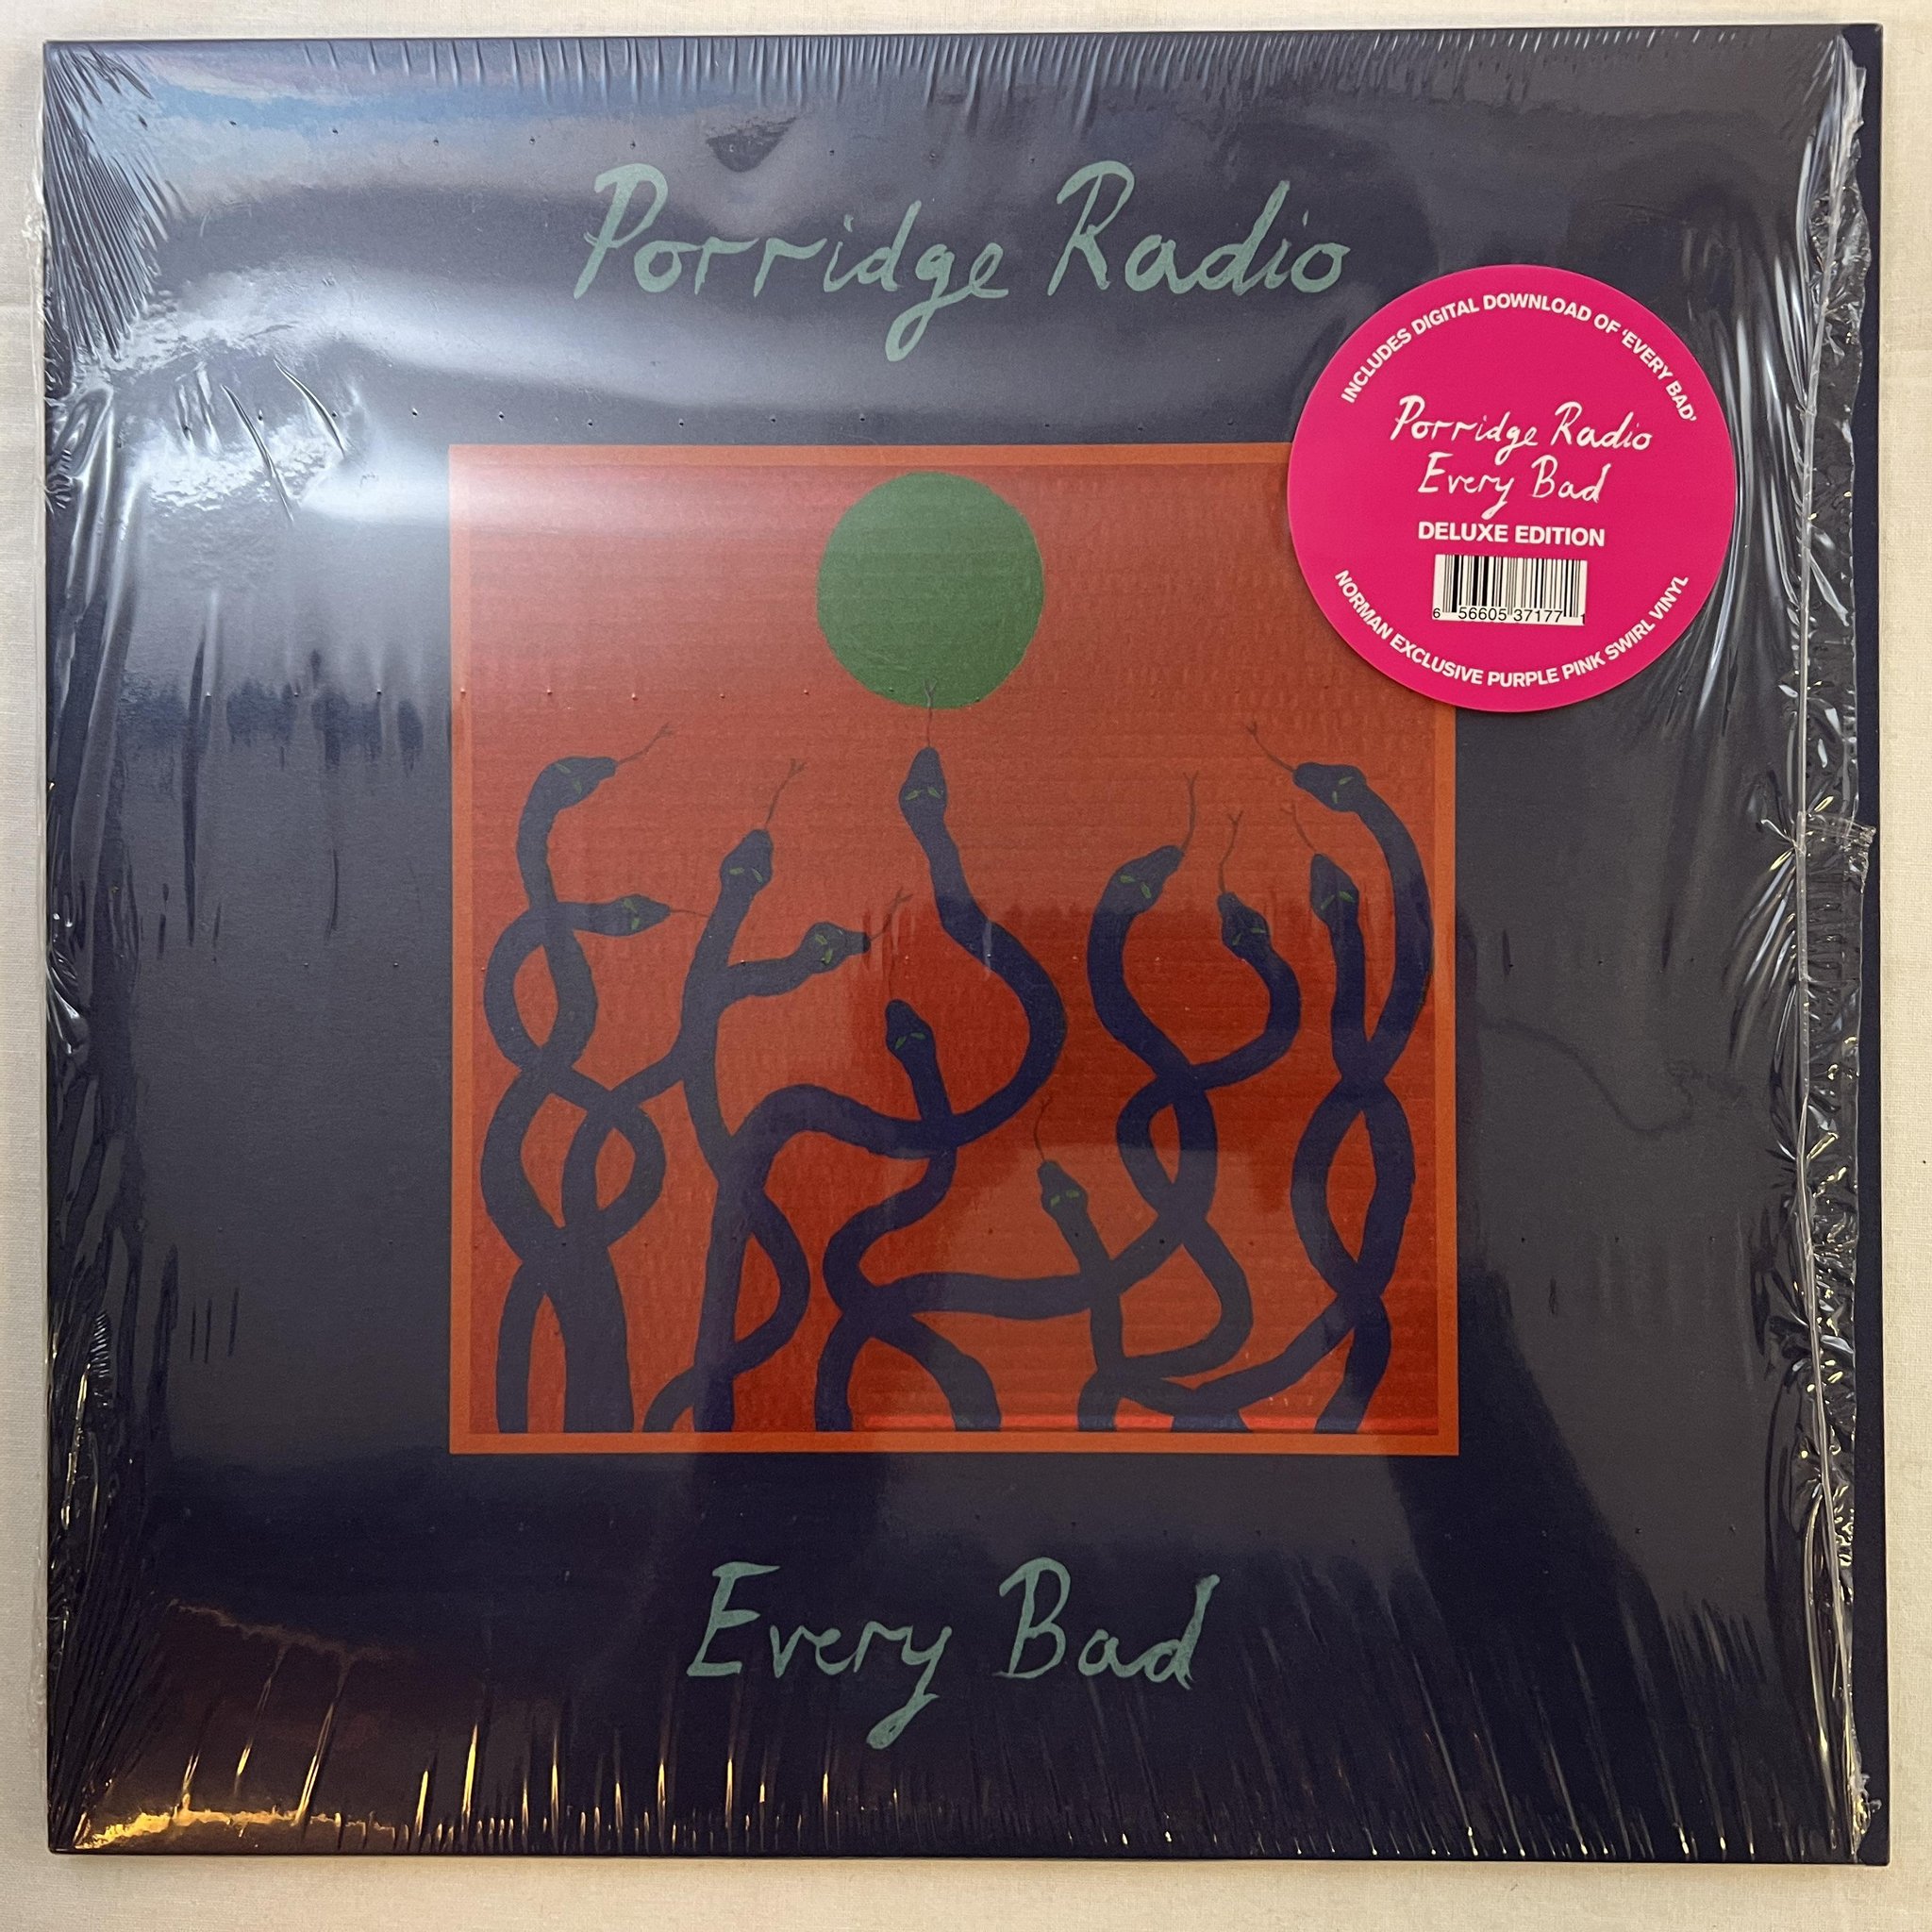 Porridge Radio
INCLUDES DIGITAL DOWNLOAD OF 'EVERY BAD'
Porridge Radio
Every Bad
DELUXE EDITION
6 56605 37177 1
NORMAN EXCLUSIVE PURPLE PINK SWIRL VINYL
Every Bad